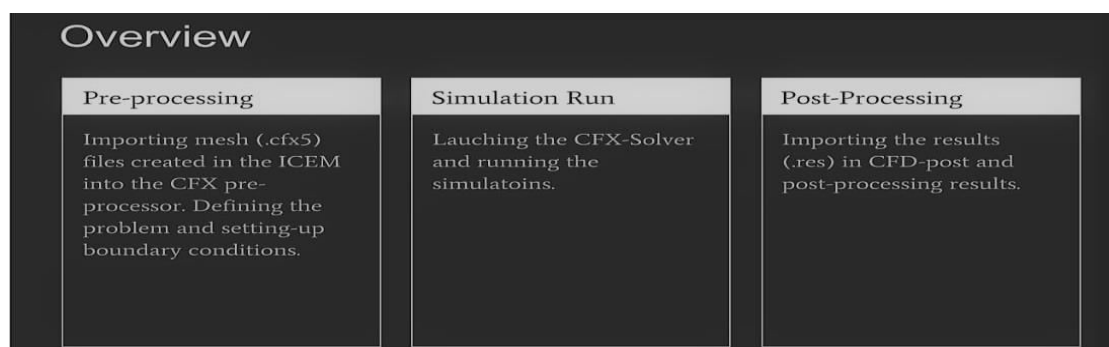 Overview
Pre-processing
Importing mesh (.cfx5)
files created in the ICEM
into the CFX pre-
processor. Defining the
problem and setting-up
boundary conditions.
Simulation Run
Lauching the CFX-Solver
and running the
simulatoins.
Post-Processing
Importing the results
(.res) in CFD-post and
post-processing results.